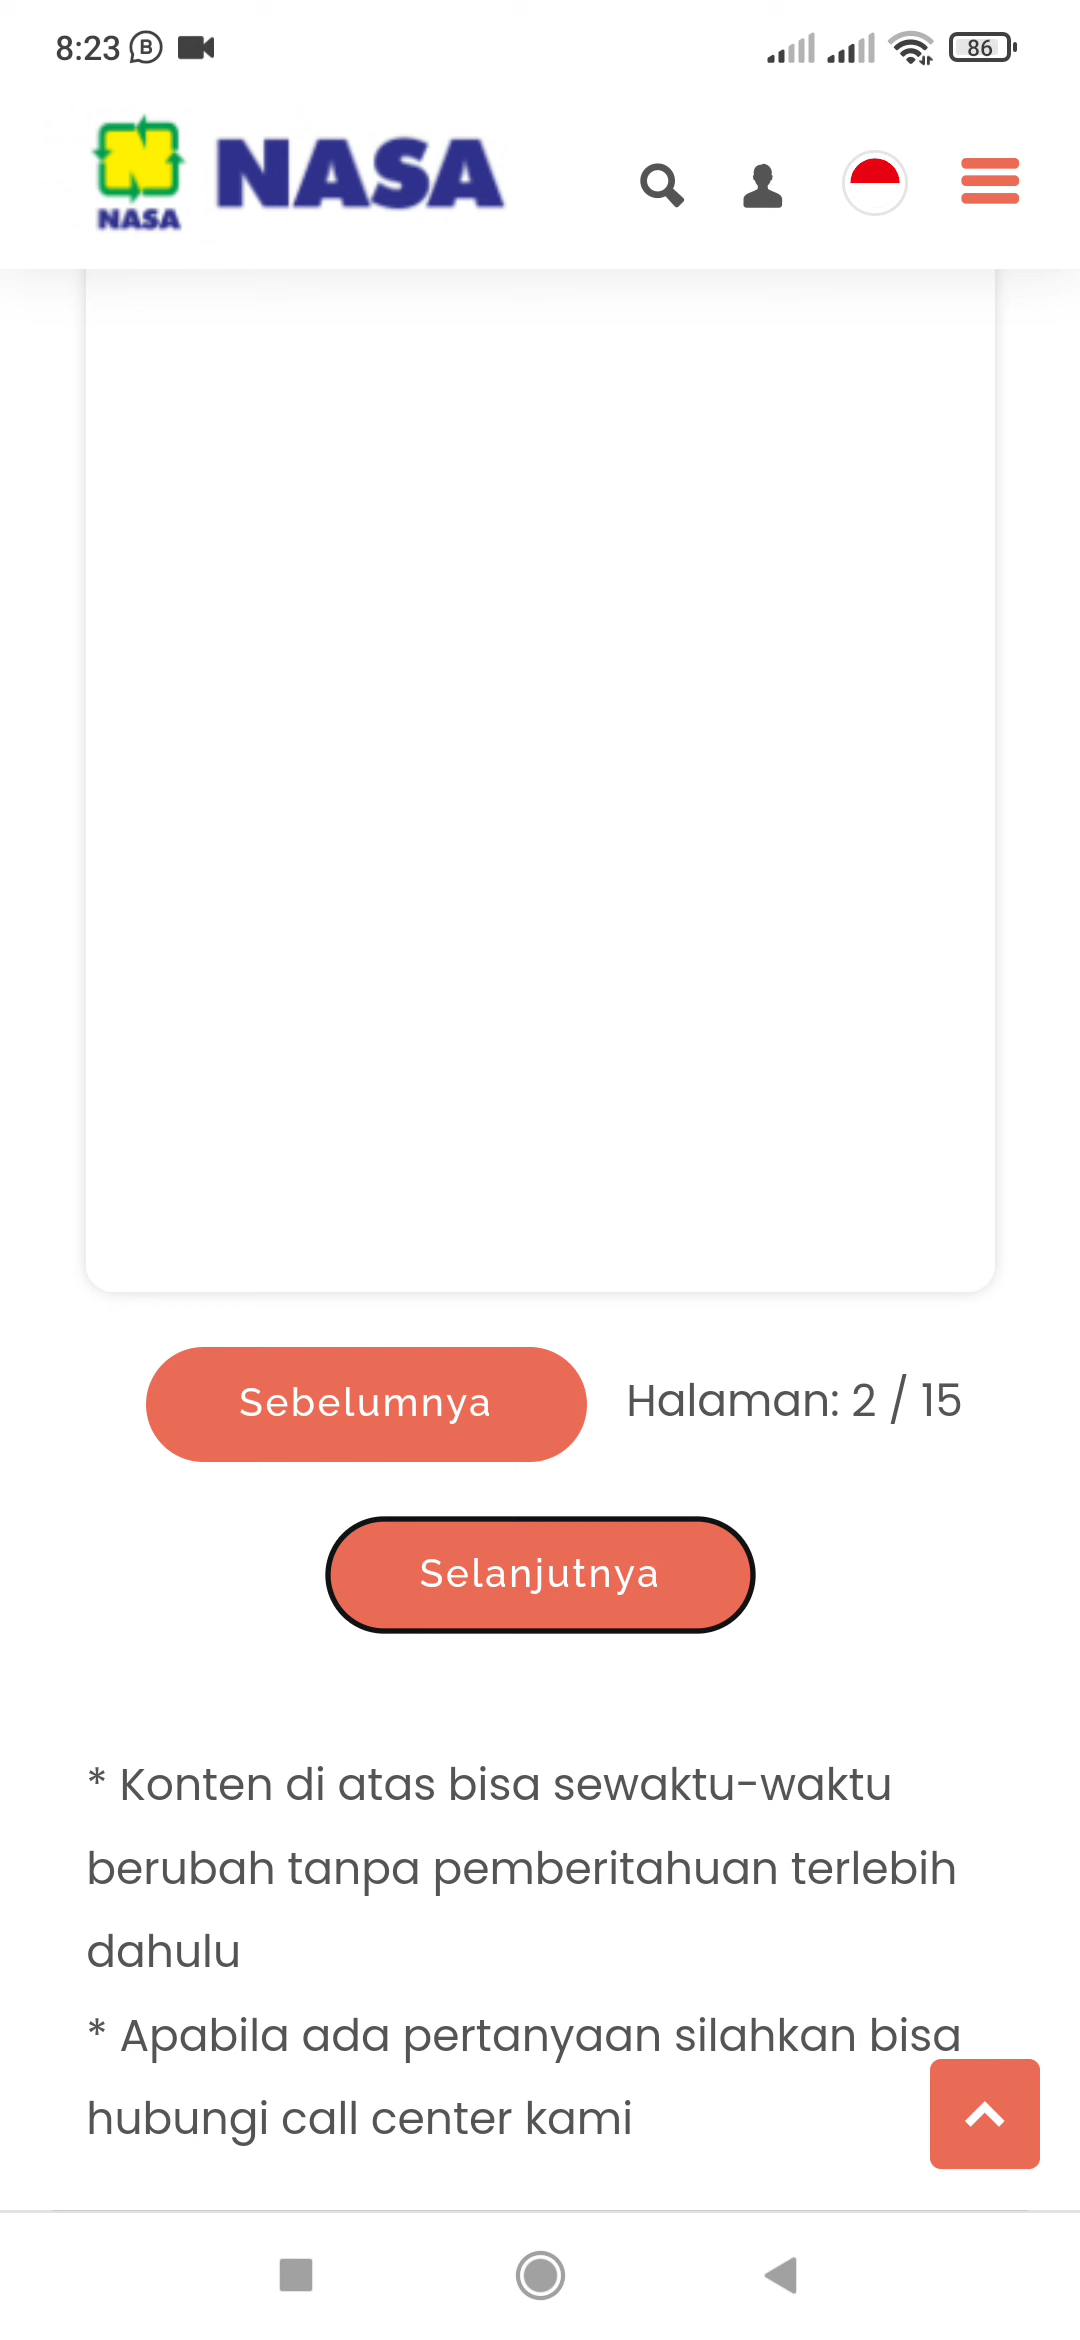 8:23
86
NASA
NASA
Sebelumnya
Halaman: 2 / 15
Selanjutnya
* Konten di atas bisa sewaktu-waktu
berubah tanpa pemberitahuan terlebih
dahulu
* Apabila ada pertanyaan silahkan bisa
hubungi call center kami